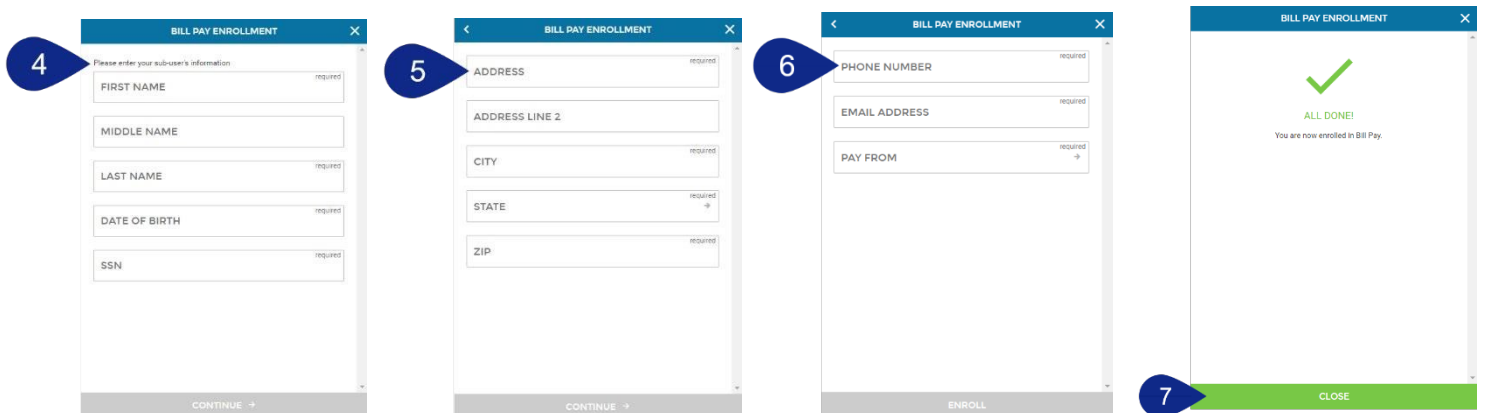 BILL PAY ENROLLMENT
4
Please enter your sub-user's information
required
FIRST NAME
MIDDLE NAME
required
LAST NAME
required
DATE OF BIRTH
required
SSN
CONTINUE
BILL PAY ENROLLMENT
5
required
ADDRESS
ADDRESS LINE 2
required
CITY
required
STATE
required
ZIP
CONTINUE
BILL PAY ENROLLMENT
6
required
PHONE NUMBER
required
EMAIL ADDRESS
required
PAY FROM
ENROLL
BILL PAY ENROLLMENT
ALL DONE!
You are now enrolled in Bill Pay.
7
CLOSE